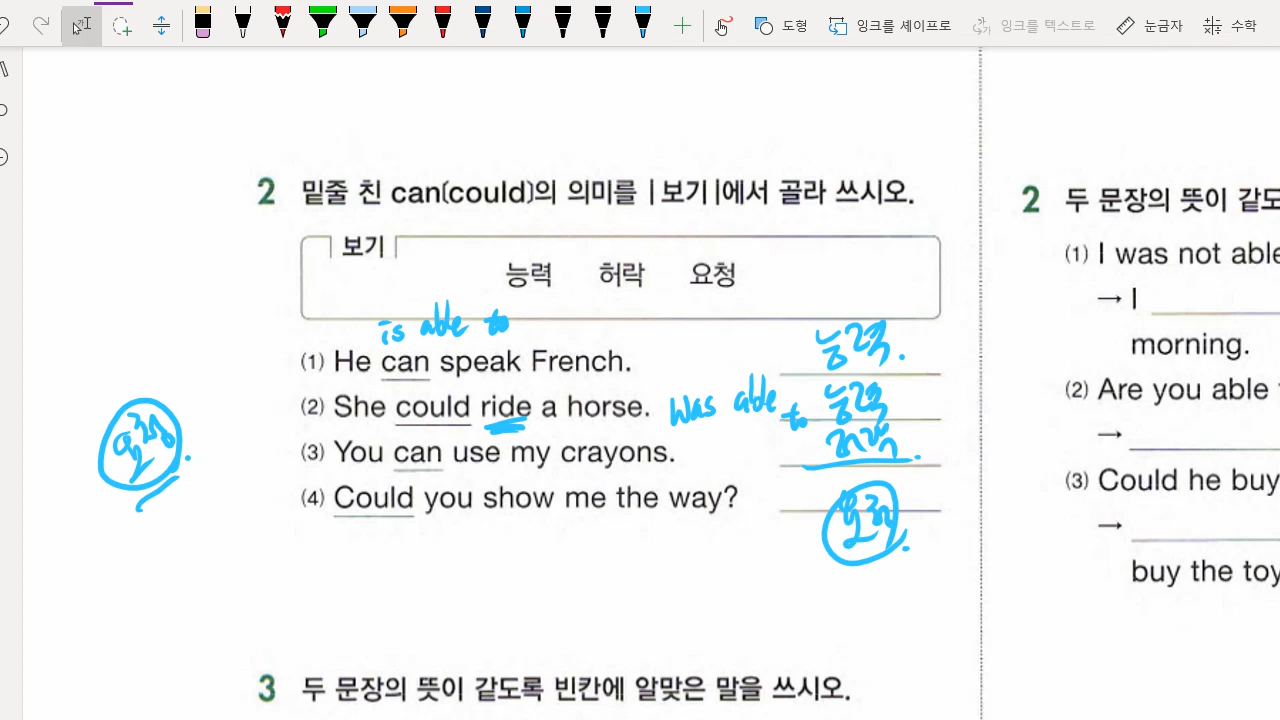 도형 잉크를 셰이프로 잉크를 텍스트로 눈금자 수학
2 밑줄 친 can(could)의 의미를 |보기|에서 골라 쓰시오.
보기
능력 허락 요청
is able to
(1) He can speak French. 능력.
(2) She could ride a horse. was able to 능력
(3) You can use my crayons. 허락.
(4) Could you show me the way? 요청.
요청.
3 두 문장의 뜻이 같도록 빈칸에 알맞은 말을 쓰시오.
2 두 문장의 뜻이 같도
(1) I was not able
→ I
morning.
(2) Are you able
→
(3) Could he buy
→
buy the toy